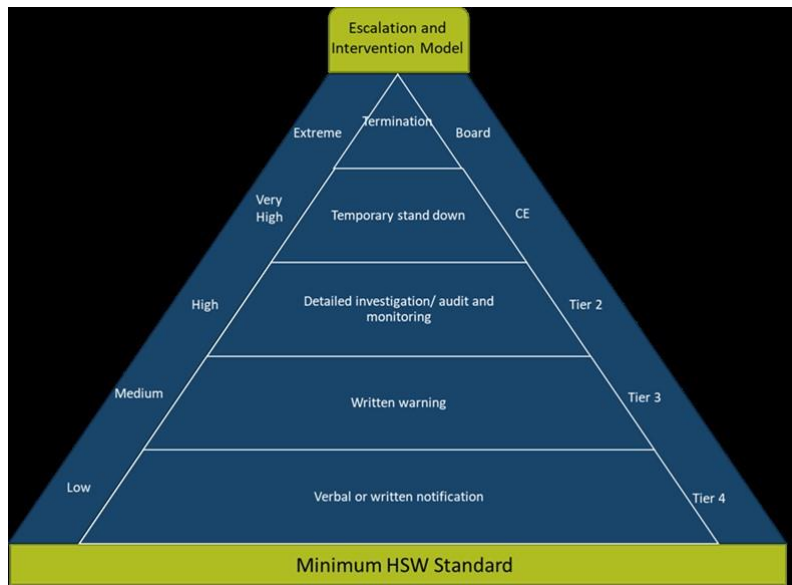 Escalation and
Intervention Model
Extreme
Termination
Board
Very
High
Temporary stand down
CE
High
Detailed investigation/ audit and
monitoring
Tier 2
Medium
Written warning
Tier 3
Low
Verbal or written notification
Tier 4
Minimum HSW Standard